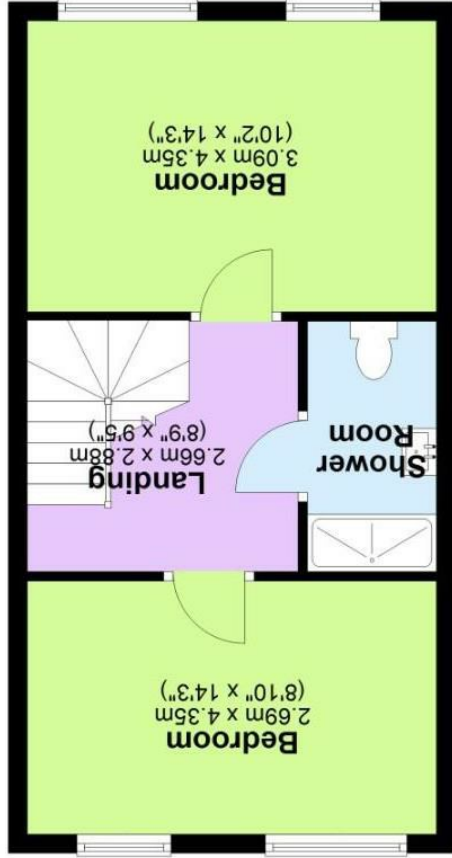 Bedroom
2.69m x 4.35m
(8'10" x 14'3")
Shower
Room
Landing
2.66m x 2.88m
(8'9" x 9'5")
Bedroom
3.09m x 4.35m
(10'2" x 14'3")